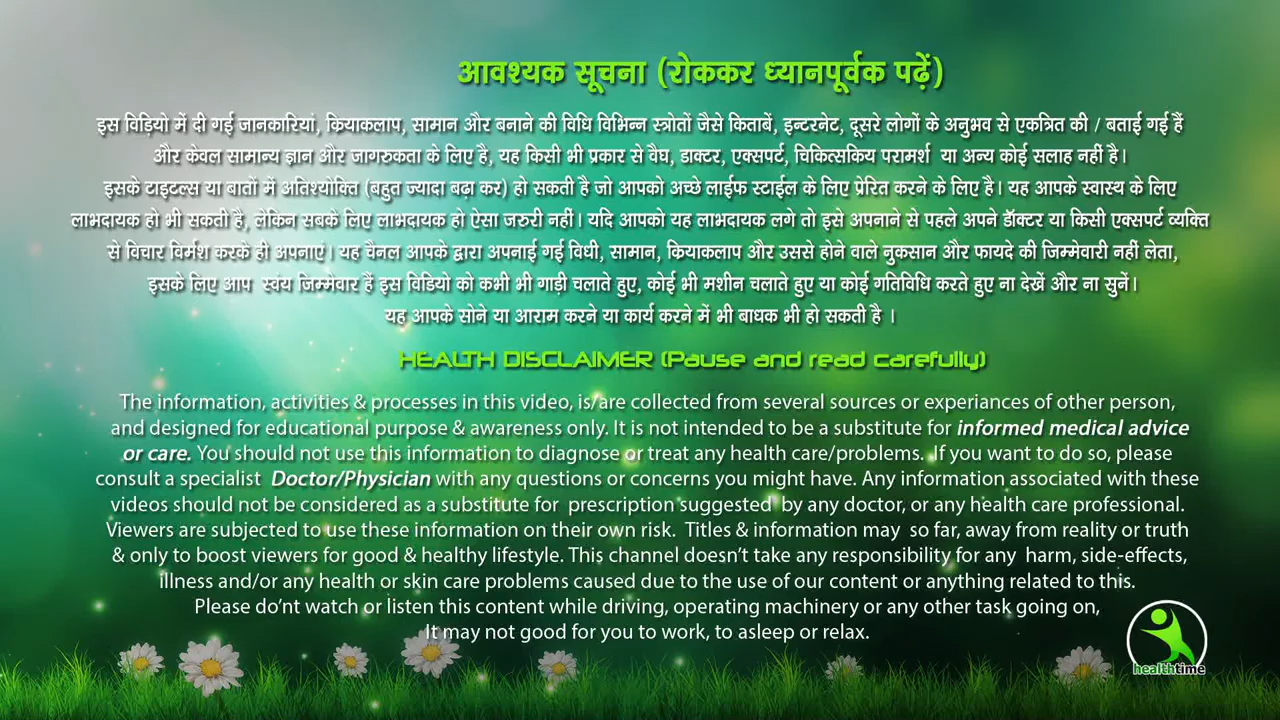 आवश्यक सूचना (रोककर ध्यानपूर्वक पढ़ें)
इस विड़ियो में दी गई जानकारियां, क्रियाकलाप, सामान और बनाने की विधि विभिन्न स्त्रोतों जैसे किताबें, इन्टरनेट, दूसरे लोगों के अनुभव से एकत्रित की / बताई गई हैं
और केवल सामान्य ज्ञान और जागरुकता के लिए है, यह किसी भी प्रकार से वैघ, डाक्टर, एक्सपर्ट, चिकित्सकिय परामर्श या अन्य कोई सलाह नहीं है।
इसके टाइटल्स या बातों में अतिश्योक्ति (बहुत ज्यादा बढ़ा कर) हो सकती है जो आपको अच्छे लाईफ स्टाईल के लिए प्रेरित करने के लिए है। यह आपके स्वास्थ के लिए
लाभदायक हो भी सकती है, लेकिन सबके लिए लाभदायक हो ऐसा जरुरी नहीं। यदि आपको यह लाभदायक लगे तो इसे अपनाने से पहले अपने डॉक्टर या किसी एक्सपर्ट व्यक्ति
से विचार विर्मश करके ही अपनाएं। यह चैनल आपके द्वारा अपनाई गई विधी, सामान, क्रियाकलाप और उससे होने वाले नुकसान और फायदे की जिम्मेवारी नहीं लेता,
इसके लिए आप स्वंय जिम्मेवार हैं इस विडियो को कभी भी गाड़ी चलाते हुए, कोई भी मशीन चलाते हुए या कोई गतिविधि करते हुए ना देखें और ना सुनें।
यह आपके सोने या आराम करने या कार्य करने में भी बाधक भी हो सकती है ।
HEALTH DISCLAIMER (Pause and read carefully)
The information, activities & processes in this video, is/are collected from several sources or experiances of other person,
and designed for educational purpose & awareness only. It is not intended to be a substitute for informed medical advice
or care. You should not use this information to diagnose or treat any health care/problems. If you want to do so, please
consult a specialist Doctor/Physician with any questions or concerns you might have. Any information associated with these
videos should not be considered as a substitute for prescription suggested by any doctor, or any health care professional.
Viewers are subjected to use these information on their own risk. Titles & information may so far, away from reality or truth
& only to boost viewers for good & healthy lifestyle. This channel doesn't take any responsibility for any harm, side-effects,
illness and/or any health or skin care problems caused due to the use of our content or anything related to this.
Please do'nt watch or listen this content while driving, operating machinery or any other task going on,
It may not good for you to work, to asleep or relax.
healthtime